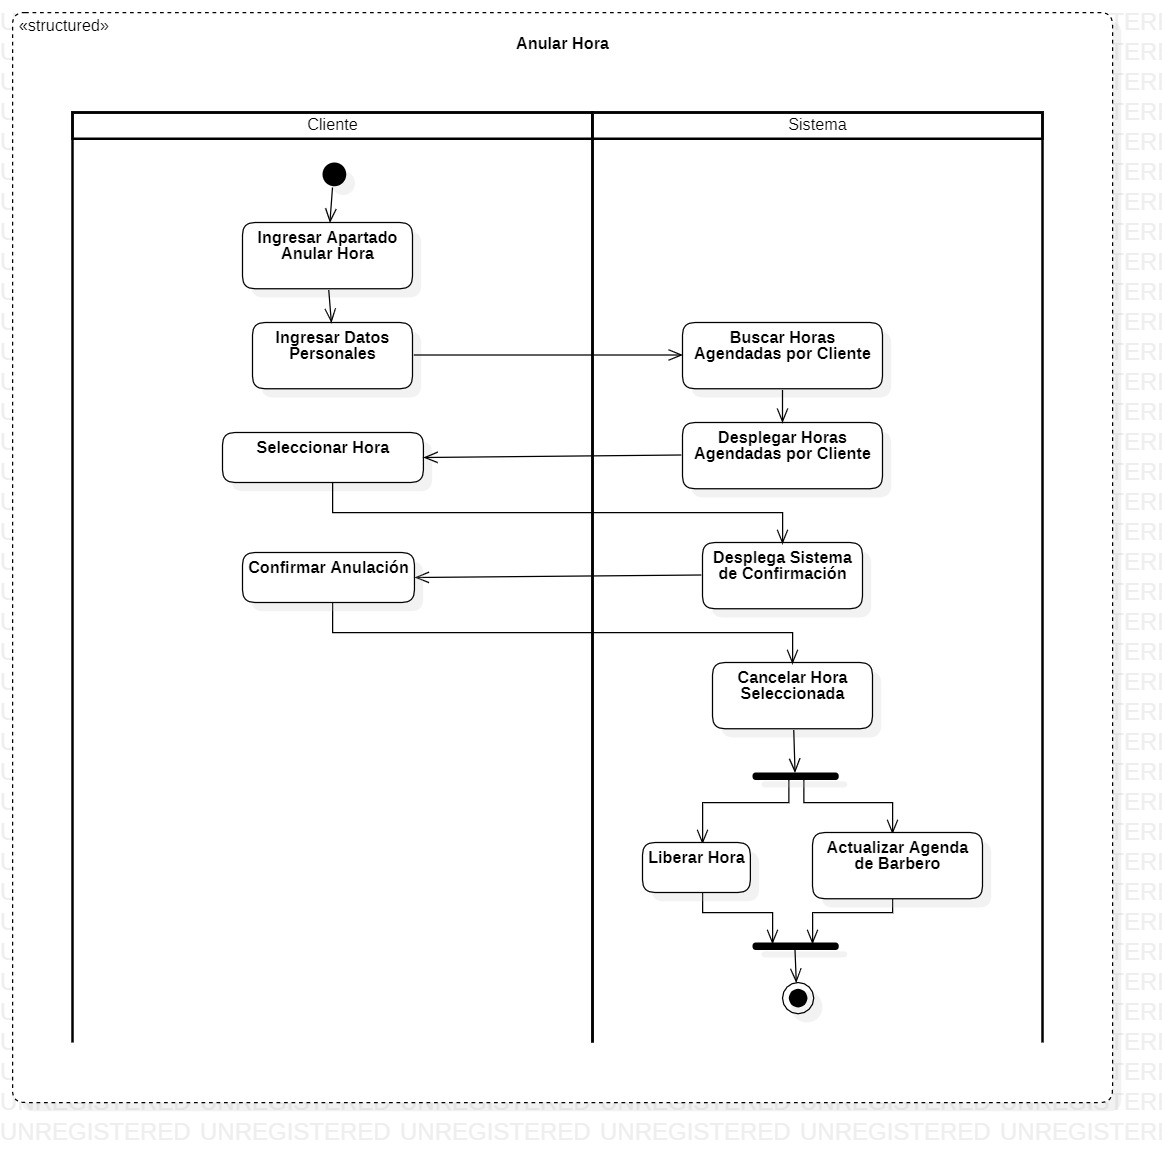 «structured»
Anular Hora
Cliente
Sistema
Ingresar Apartado
Anular Hora
Ingresar Datos
Personales
Buscar Horas
Agendadas por Cliente
Seleccionar Hora
Desplegar Horas
Agendadas por Cliente
Confirmar Anulación
Desplega Sistema
de Confirmación
Cancelar Hora
Seleccionada
Liberar Hora
Actualizar Agenda
de Barbero
UNREGISTERED UNREGISTERED UNREGISTERED UNREGISTERED UNREGISTERED UNREGISTERI